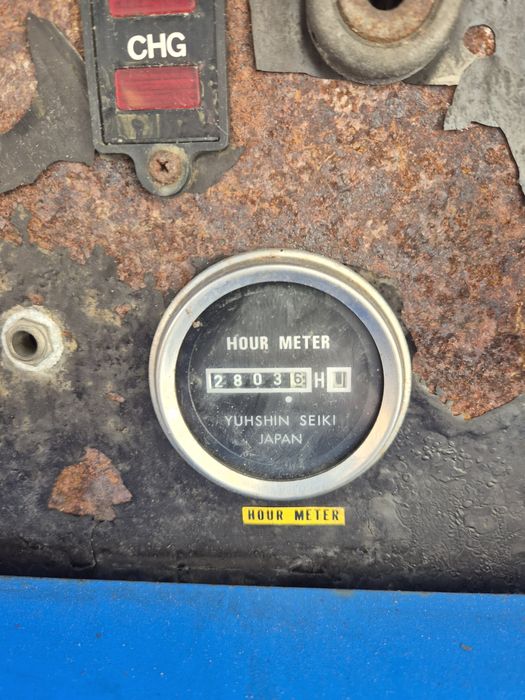 CHG
HOUR METER
28036 H
YUHSHIN SEIKI
JAPAN
HOUR METER